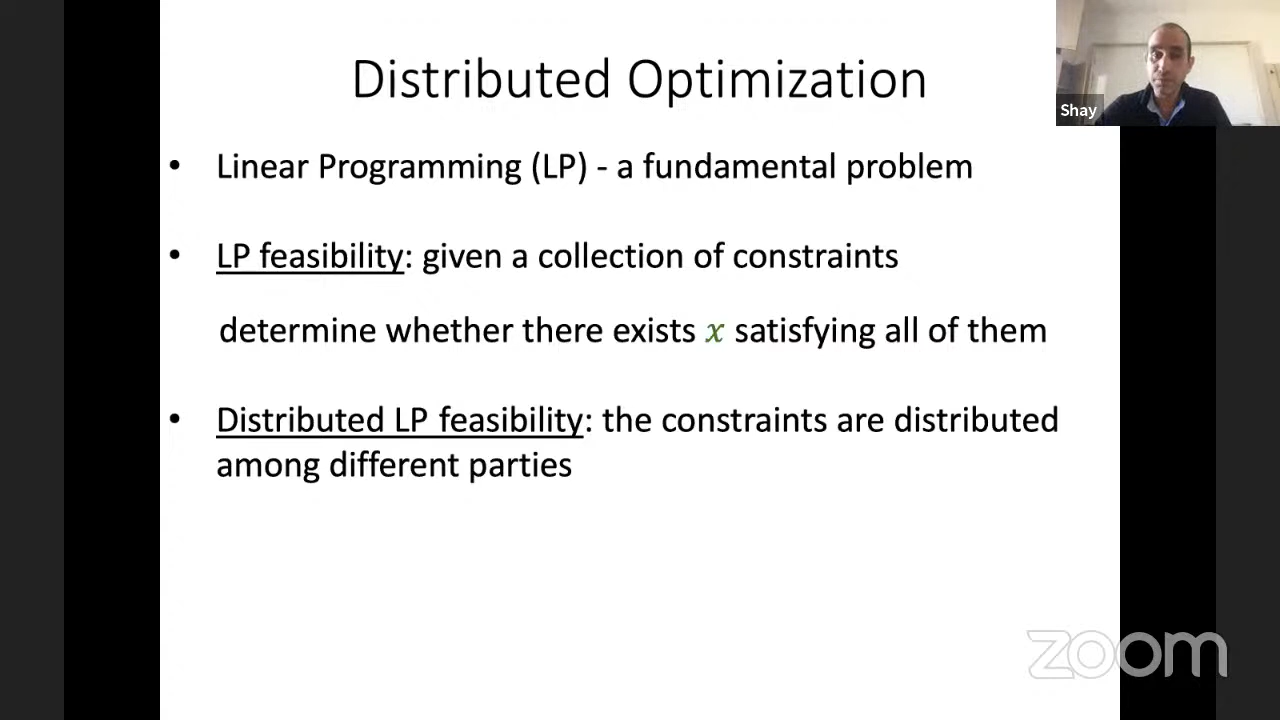 Distributed Optimization
Shay
• Linear Programming (LP) - a fundamental problem
• LP feasibility: given a collection of constraints
determine whether there exists x satisfying all of them
• Distributed LP feasibility: the constraints are distributed
among different parties
zoom